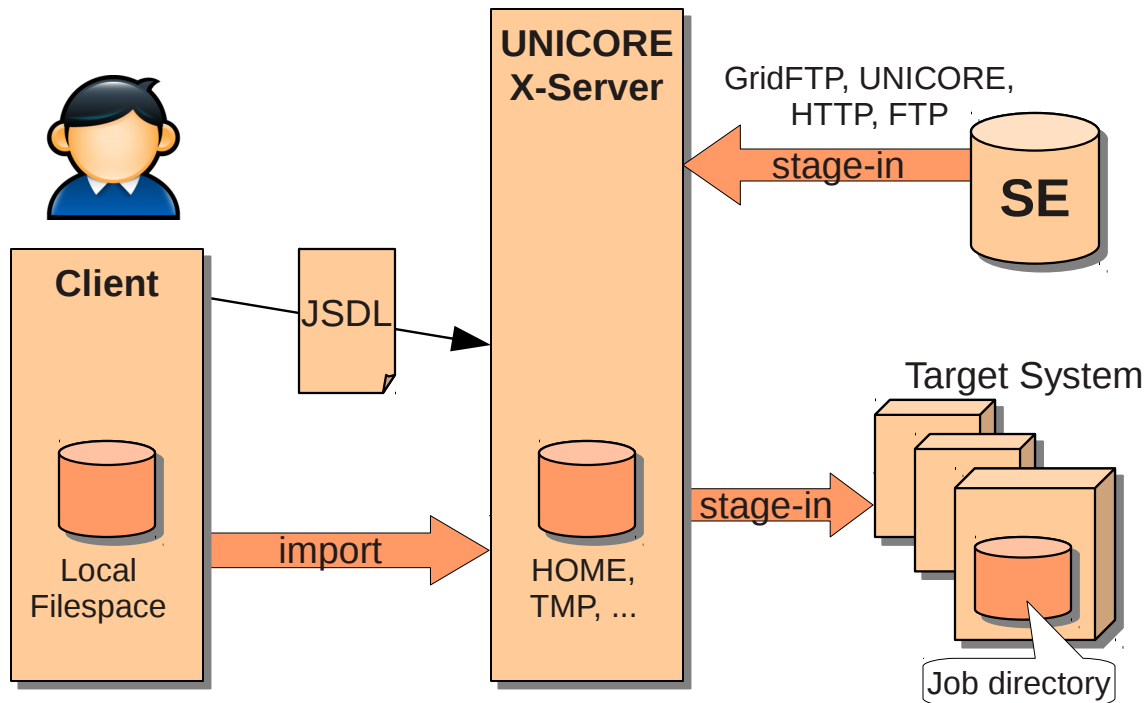 UNICORE
X-Server
GridFTP, UNICORE,
HTTP, FTP
stage-in
SE
Client
JSDL
Target System
stage-in
import
Local
Filespace
HOME,
TMP, ...
Job directory